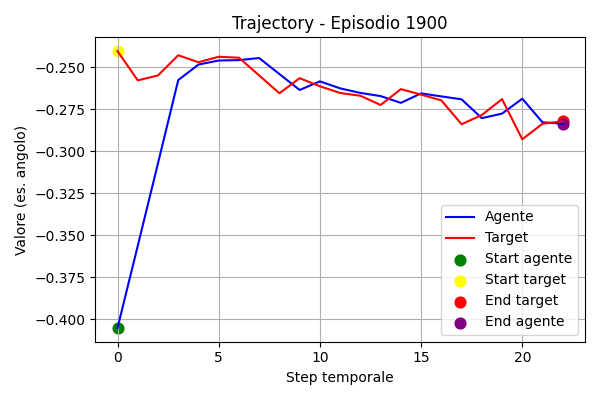 Trajectory - Episodio 1900
Valore (es. angolo)
−0.250
−0.275
−0.300
−0.325
−0.350
−0.375
−0.400
0
5
10
15
20
Step temporale
Agente
Target
Start agente
Start target
End target
End agente